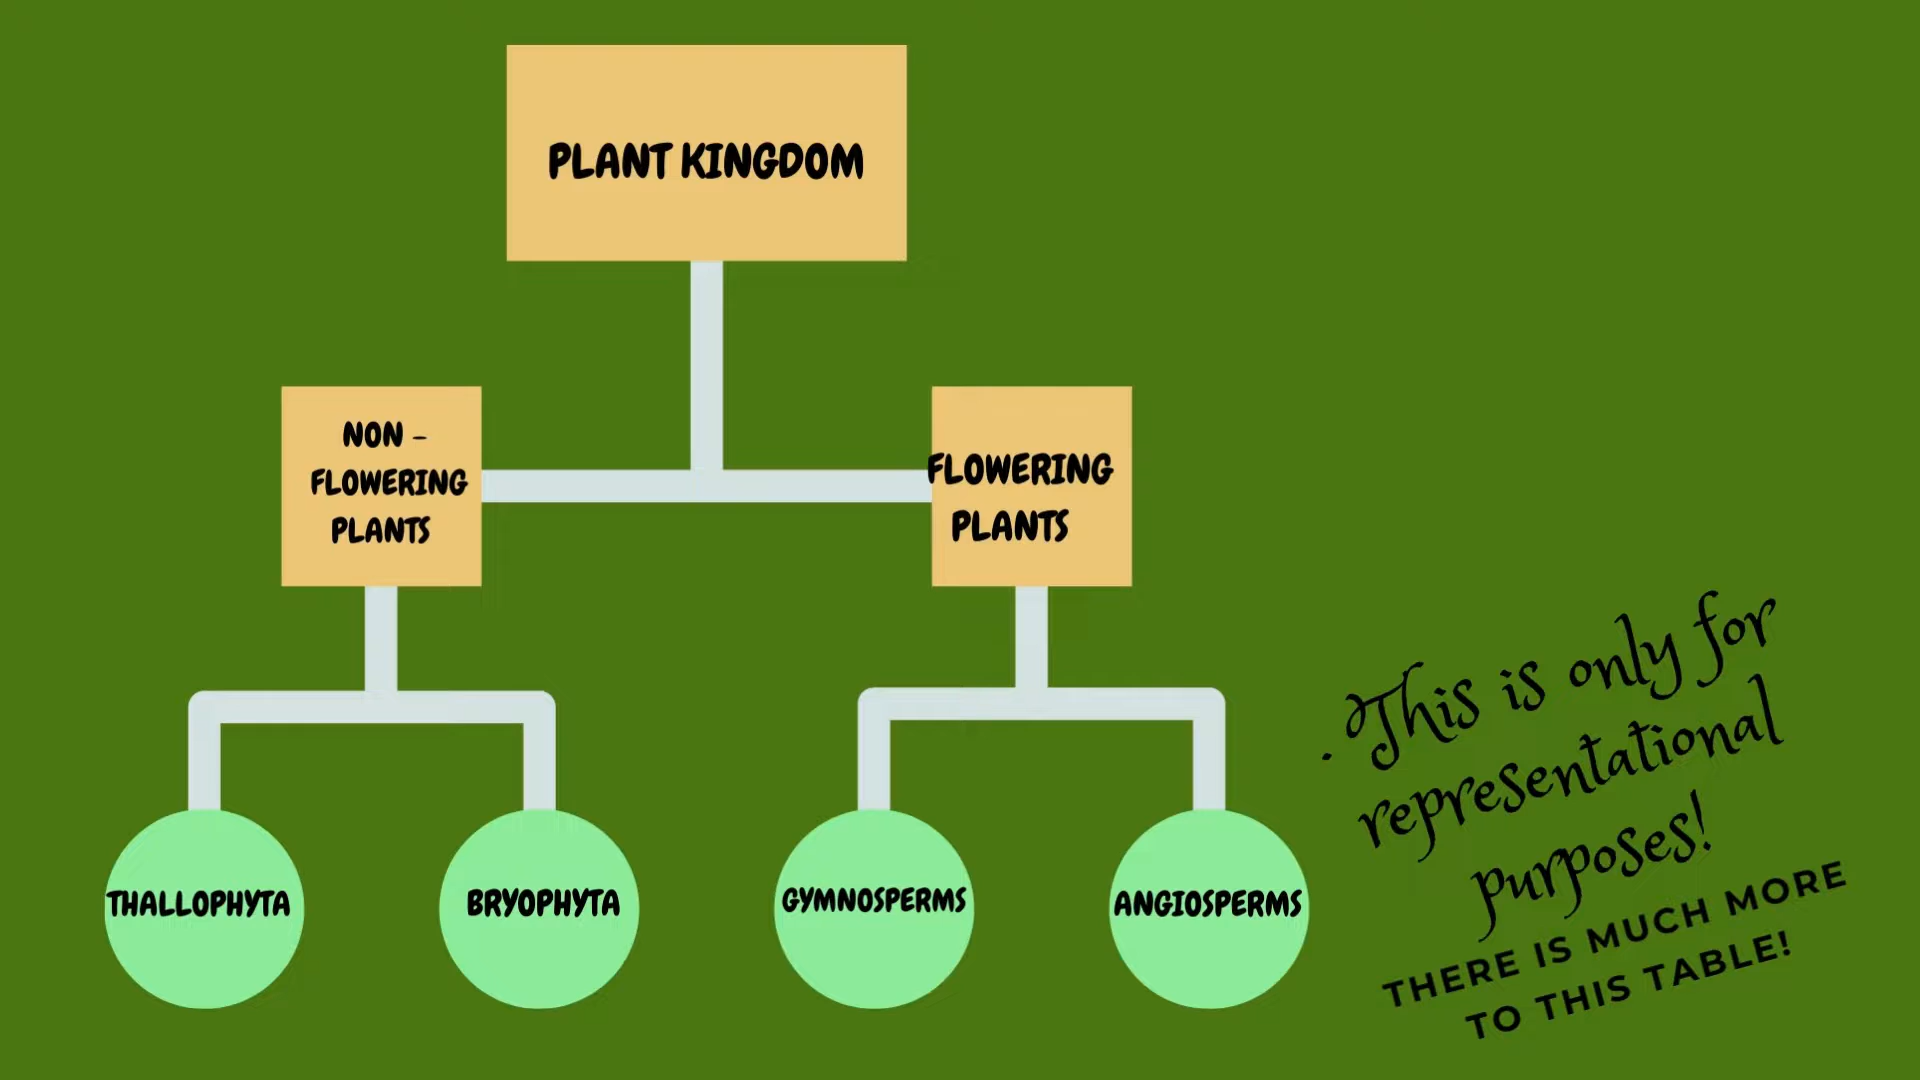 PLANT KINGDOM
NON -
FLOWERING
PLANTS
FLOWERING
PLANTS
THALLOPHYTA
BRYOPHYTA
GYMNOSPERMS
ANGIOSPERMS
. This is only for
representational
purposes!
THERE IS MUCH MORE
TO THIS TABLE!